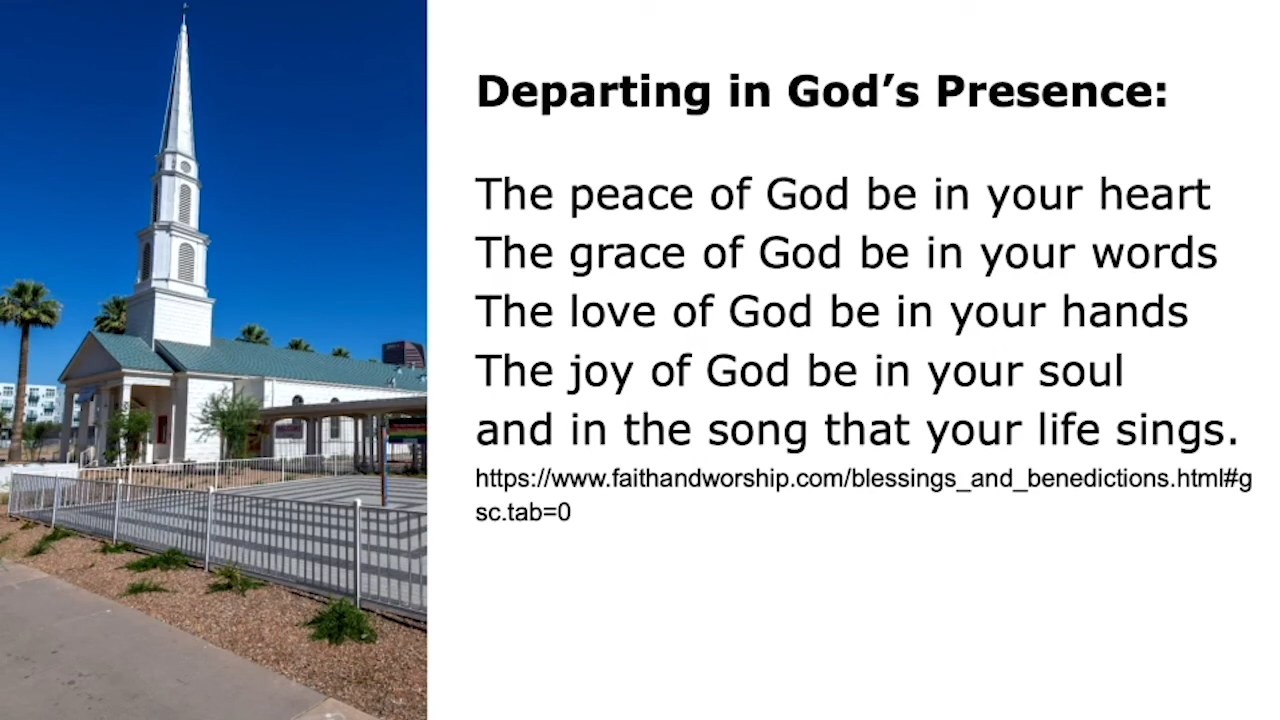 Departing in God’s Presence:
The peace of God be in your heart
The grace of God be in your words
The love of God be in your hands
The joy of God be in your soul
and in the song that your life sings.
https://www.faithandworship.com/blessings_and_benedictions.html#g
sc.tab=0